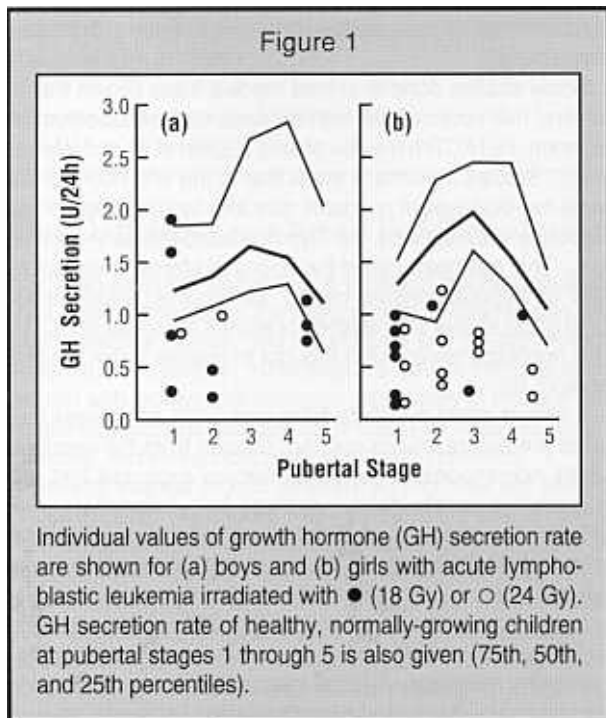 Figure 1
(a)
(b)
3.0
2.5
2.0
1.5
1.0
0.5
0.0
GH Secretion (U/24h)
1 2 3 4 5
1 2 3 4 5
Pubertal Stage
Individual values of growth hormone (GH) secretion rate
are shown for (a) boys and (b) girls with acute lympho-
blastic leukemia irradiated with ● (18 Gy) or ○ (24 Gy).
GH secretion rate of healthy, normally-growing children
at pubertal stages 1 through 5 is also given (75th, 50th,
and 25th percentiles).